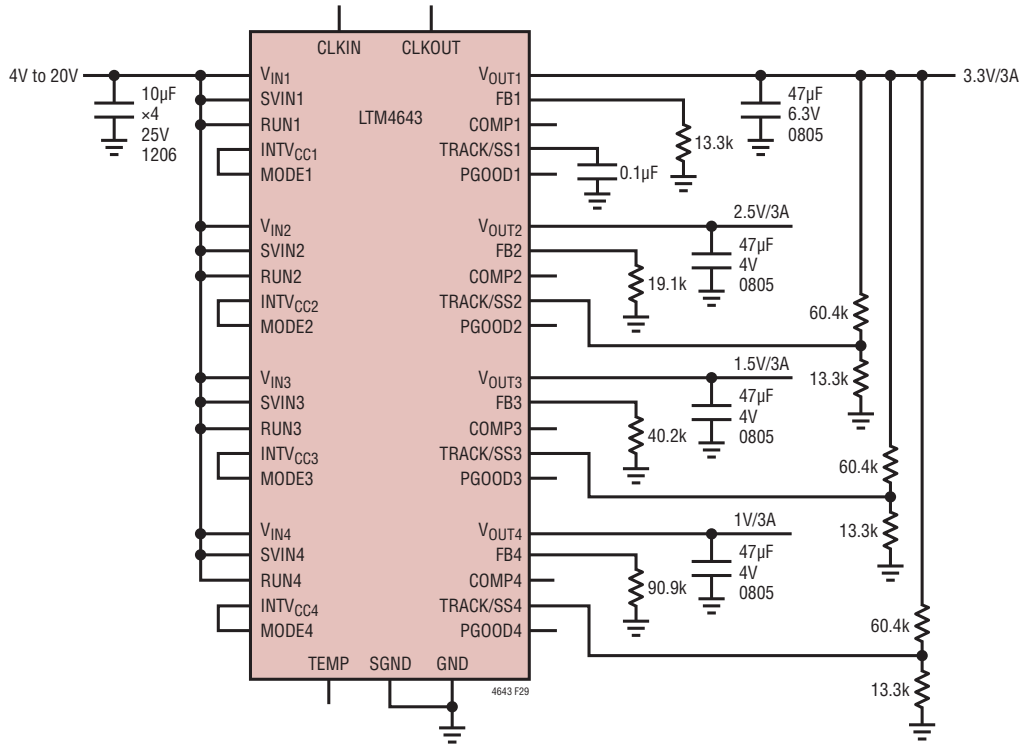 CLKIN CLKOUT
4V to 20V
10µF
×4
25V
1206
LTM4643
VIN1
SVIN1
RUN1
INTVCC1
MODE1
VOUT1
FB1
COMP1
TRACK/SS1
PGOOD1
3.3V/3A
47µF
6.3V
0805
13.3k
0.1µF
VIN2
SVIN2
RUN2
INTVCC2
MODE2
VOUT2
FB2
COMP2
TRACK/SS2
PGOOD2
2.5V/3A
47µF
4V
0805
19.1k
60.4k
13.3k
VIN3
SVIN3
RUN3
INTVCC3
MODE3
VOUT3
FB3
COMP3
TRACK/SS3
PGOOD3
1.5V/3A
47µF
4V
0805
40.2k
60.4k
13.3k
VIN4
SVIN4
RUN4
INTVCC4
MODE4
VOUT4
FB4
COMP4
TRACK/SS4
PGOOD4
1V/3A
47µF
4V
0805
90.9k
60.4k
13.3k
TEMP SGND GND
4643 F29